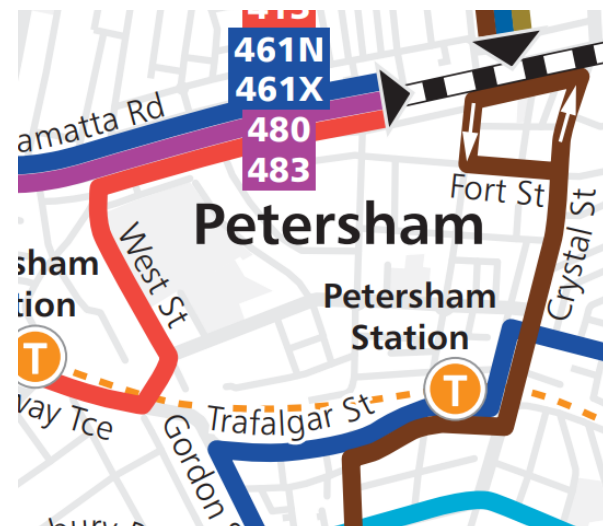 461N
461X
480
483
amatta Rd
Fort St
Petersham
West St
Crystal St
sham
tion
Petersham
Station
T
T
way Tce
Trafalgar St
Gordon